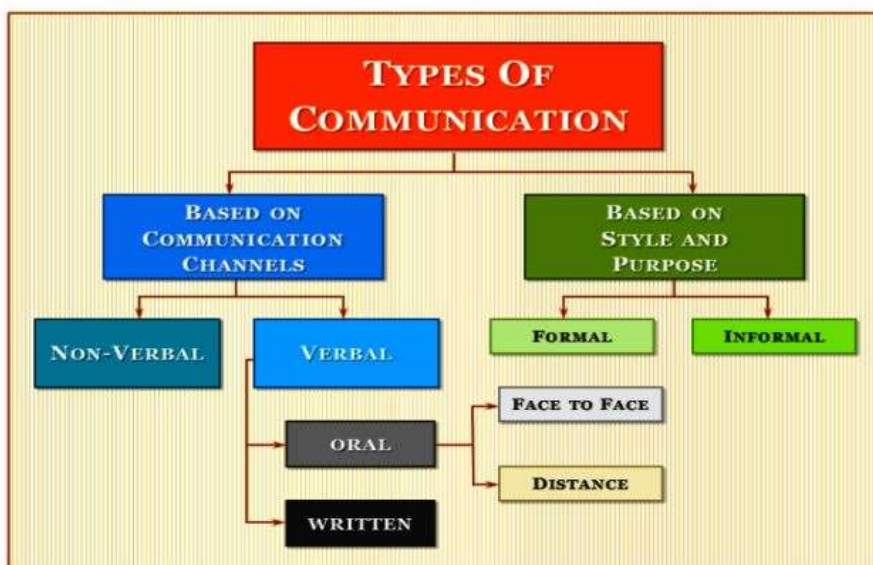 TYPES OF
COMMUNICATION
BASED ON
COMMUNICATION
CHANNELS
BASED ON
STYLE AND
PURPOSE
NON-VERBAL
VERBAL
FORMAL
INFORMAL
FACE TO FACE
ORAL
DISTANCE
WRITTEN